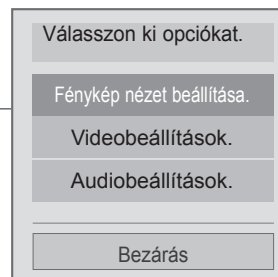 Válasszon ki opciókat.
Fénykép nézet beállítása.
Videobeállítások.
Audiobeállítások.
Bezárás